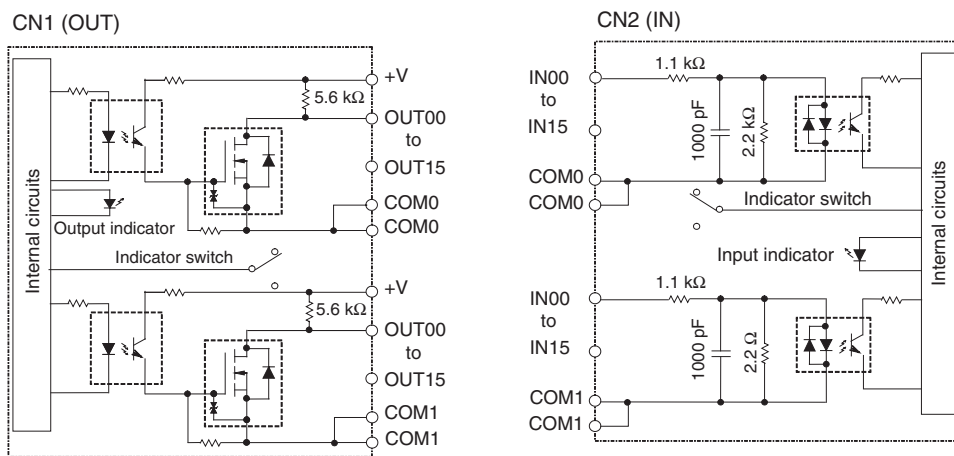 CN1 (OUT)
+V
5.6 kΩ
OUT00
to
OUT15
COM0
COM0
Internal circuits
Output indicator
Indicator switch
+V
5.6 kΩ
OUT00
to
OUT15
COM1
COM1
CN2 (IN)
IN00
to
IN15
COM0
COM0
1.1 kΩ
1000 pF
2.2 kΩ
Indicator switch
Input indicator
Internal circuits
IN00
to
IN15
COM1
COM1
1.1 kΩ
1000 pF
2.2 Ω